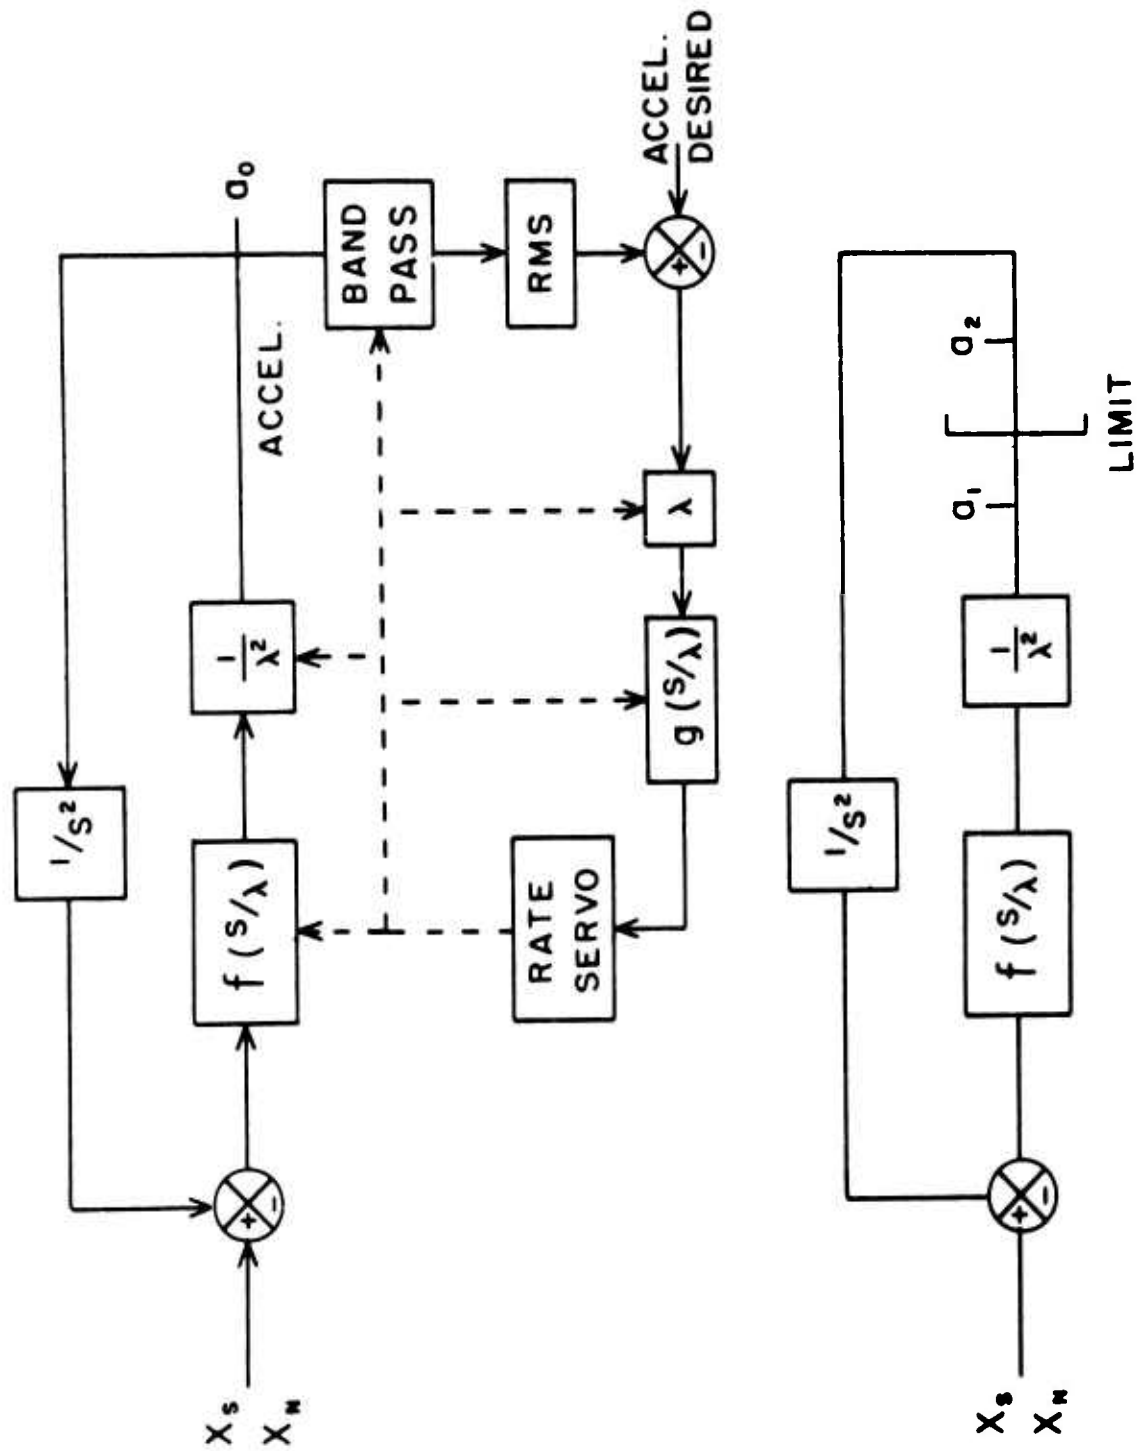 1/S²
X_S
X_N
+
-
f (S/λ)
1/λ²
ACCEL.
a₀
BAND
PASS
RMS
RATE
SERVO
g (S/λ)
λ
+
-
ACCEL.
DESIRED
1/S²
X_S
X_N
+
-
f (S/λ)
1/λ²
a₁
a₂
LIMIT